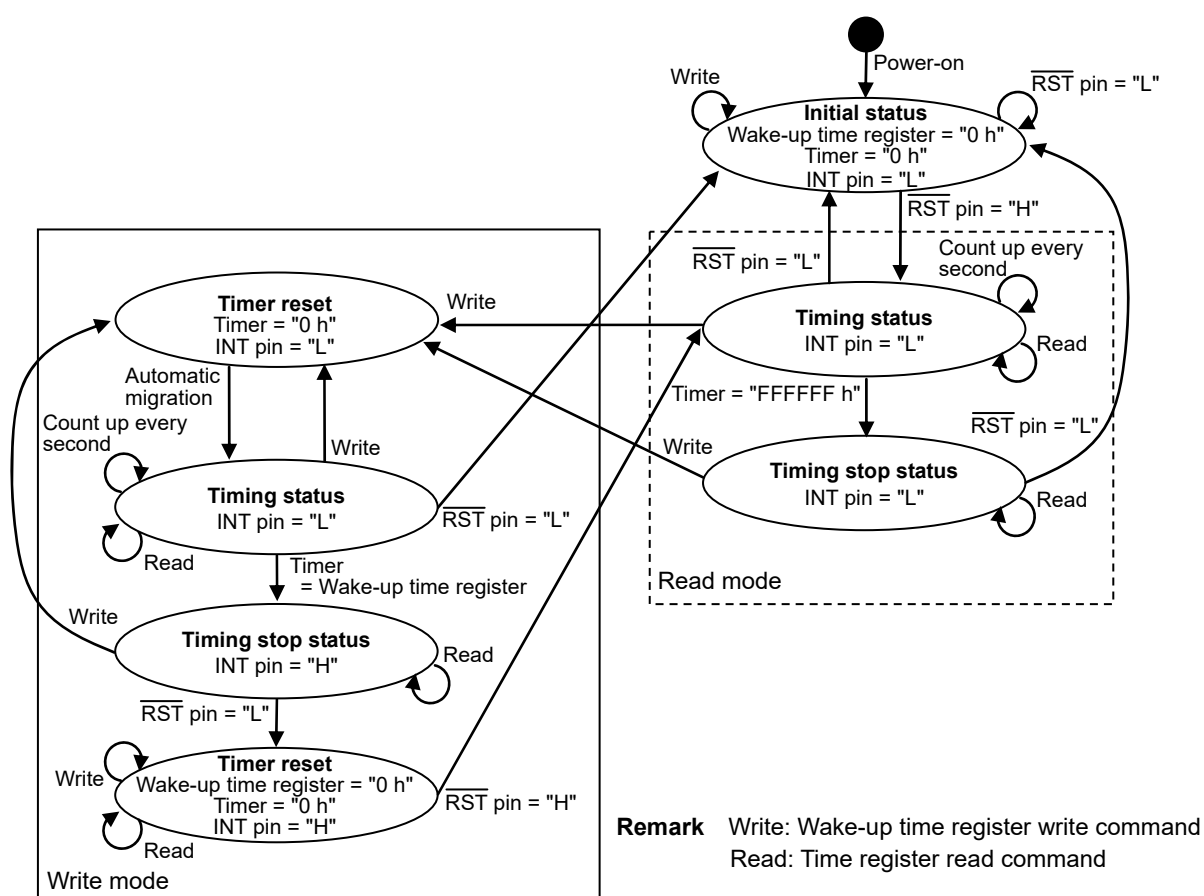 Power-on
Write
RST pin = "L"
Initial status
Wake-up time register = "0 h"
Timer = "0 h"
INT pin = "L"
RST pin = "H"
RST pin = "L"
Count up every
second
Timing status
INT pin = "L"
Read
Write
Timer = "FFFFFF h"
Timing stop status
INT pin = "L"
RST pin = "L"
Write
Read
Read mode
Timer reset
Timer = "0 h"
INT pin = "L"
Automatic
migration
Write
Count up every
second
Timing status
INT pin = "L"
RST pin = "L"
Read
Timer
= Wake-up time register
Write
Timing stop status
INT pin = "H"
Read
RST pin = "L"
Timer reset
Wake-up time register = "0 h"
Timer = "0 h"
INT pin = "H"
Write
Read
RST pin = "H"
Write mode
Remark Write: Wake-up time register write command
Read: Time register read command